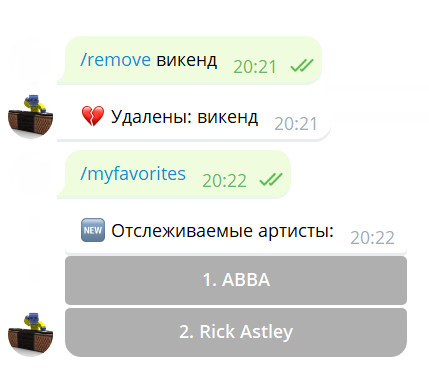 /remove викенд 20:21
💔 Удалены: викенд 20:21
/myfavorites 20:22
🆕 Отслеживаемые артисты: 20:22
1. ABBA
2. Rick Astley